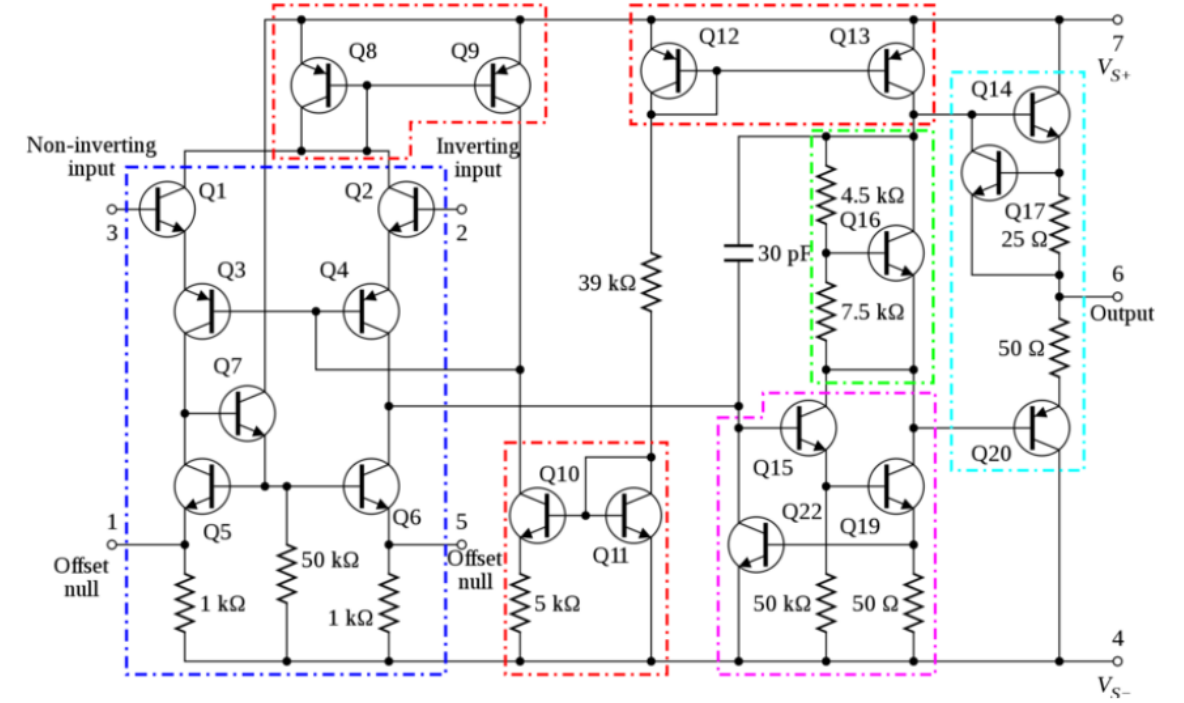 Q8
Q9
Q12
Q13
7
V_S+
Q14
Non-inverting
input
Inverting
input
Q1
Q2
3
2
4.5 kΩ
Q16
Q17
25 Ω
Q3
Q4
39 kΩ
30 pF
7.5 kΩ
6
Output
50 Ω
Q7
Q15
Q20
Q10
Q5
Q6
Q22
Q19
Q11
1
5
Offset
null
Offset
null
50 kΩ
1 kΩ
1 kΩ
5 kΩ
50 kΩ
50 Ω
4
V_S−